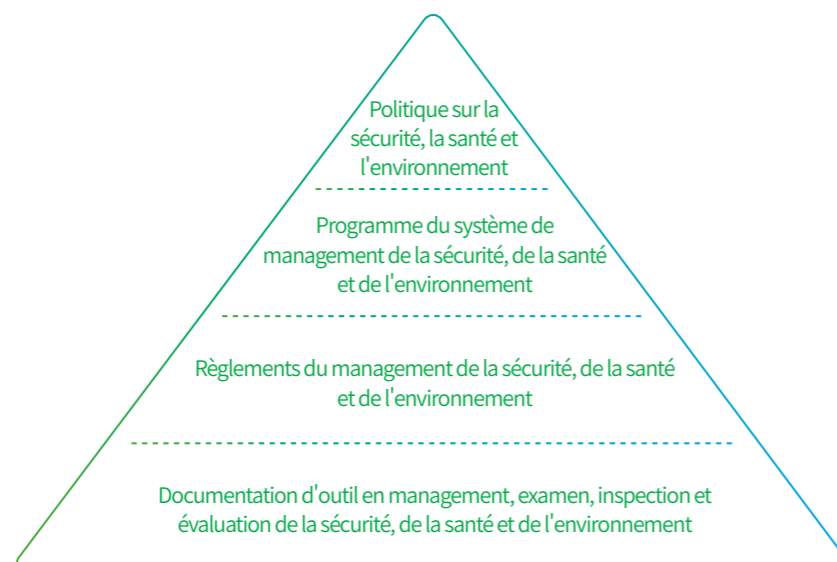 Politique sur la
sécurité, la santé et
l'environnement
Programme du système de
management de la sécurité, de la santé
et de l'environnement
Règlements du management de la sécurité, de la santé
et de l'environnement
Documentation d'outil en management, examen, inspection et
évaluation de la sécurité, de la santé et de l'environnement